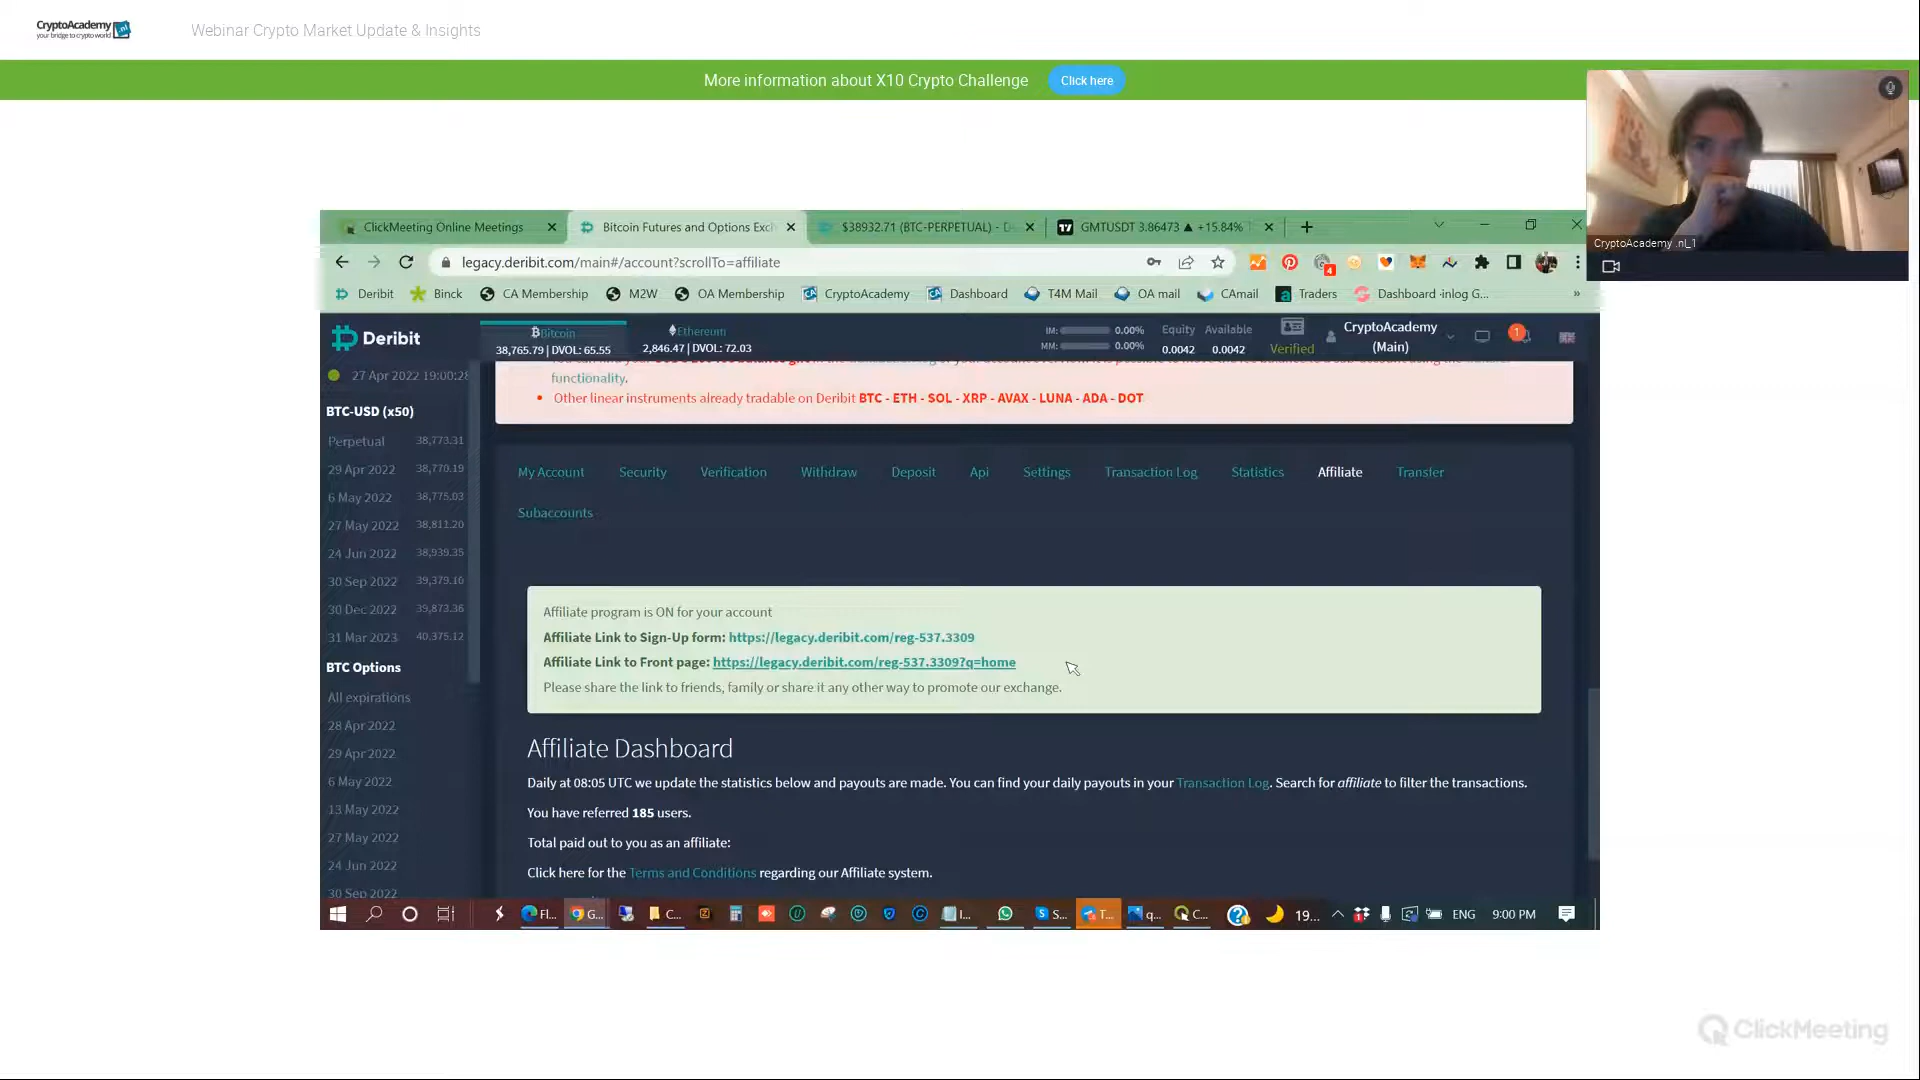 CryptoAcademy .nl
your bridge to crypto world
Webinar Crypto Market Update & Insights
More information about X10 Crypto Challenge
Click here
CryptoAcademy .nl_1
ClickMeeting Online Meetings
Bitcoin Futures and Options Exc
$38932.71 (BTC-PERPETUAL) - D
GMTUSDT 3.86473 ▲ +15.84%
legacy.deribit.com/main#/account?scrollTo=affiliate
4
Deribit
Binck
CA Membership
M2W
OA Membership
CryptoAcademy
Dashboard
T4M Mail
OA mail
CAmail
Traders
Dashboard -inlog G...
»
Deribit
Bitcoin
38,765.79 | DVOL: 65.55
Ethereum
2,846.47 | DVOL: 72.03
IM: 0.00%
MM: 0.00%
Equity
0.0042
Available
0.0042
Verified
CryptoAcademy
(Main)
1
27 Apr 2022 19:00:28
BTC-USD (x50)
Perpetual 38,773.31
29 Apr 2022 38,770.19
6 May 2022 38,775.03
27 May 2022 38,811.20
24 Jun 2022 38,939.35
30 Sep 2022 39,379.16
30 Dec 2022 39,873.36
31 Mar 2023 40,375.12
BTC Options
All expirations
28 Apr 2022
29 Apr 2022
6 May 2022
13 May 2022
27 May 2022
24 Jun 2022
30 Sep 2022
functionality.
Other linear instruments already tradable on Deribit BTC - ETH - SOL - XRP - AVAX - LUNA - ADA - DOT
My Account
Security
Verification
Withdraw
Deposit
Api
Settings
Transaction Log
Statistics
Affiliate
Transfer
Subaccounts
Affiliate program is ON for your account
Affiliate Link to Sign-Up form: https://legacy.deribit.com/reg-537.3309
Affiliate Link to Front page: https://legacy.deribit.com/reg-537.3309?q=home
Please share the link to friends, family or share it any other way to promote our exchange.
Affiliate Dashboard
Daily at 08:05 UTC we update the statistics below and payouts are made. You can find your daily payouts in your Transaction Log. Search for affiliate to filter the transactions.
You have referred 185 users.
Total paid out to you as an affiliate:
Click here for the Terms and Conditions regarding our Affiliate system.
Fl...
G...
C...
I...
S...
T...
q...
C...
19...
ENG
9:00 PM
ClickMeeting